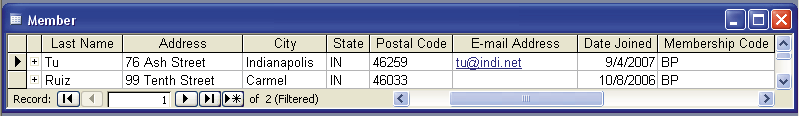 Member
Last Name Address City State Postal Code E-mail Address Date Joined Membership Code
+ Tu 76 Ash Street Indianapolis IN 46259 tu@indi.net 9/4/2007 BP
+ Ruiz 99 Tenth Street Carmel IN 46033 10/8/2006 BP
Record: 1 of 2 (Filtered)